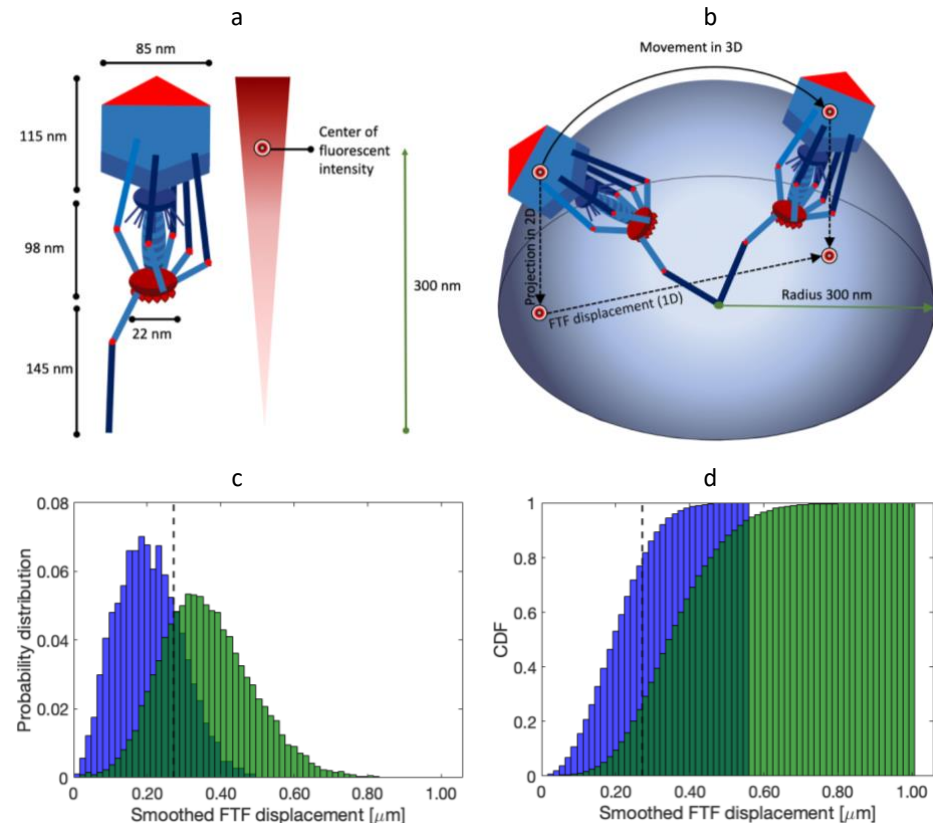 a
85 nm
115 nm
98 nm
22 nm
145 nm
Center of
fluorescent
intensity
300 nm
b
Movement in 3D
Projection in 2D
FTF displacement (1D)
Radius 300 nm
c
0.08
0.06
0.04
0.02
0
Probability distribution
0
0.20
0.40
0.60
0.80
1.00
Smoothed FTF displacement [μm]
d
1
0.8
0.6
0.4
0.2
0
CDF
0
0.20
0.40
0.60
0.80
1.00
Smoothed FTF displacement [μm]